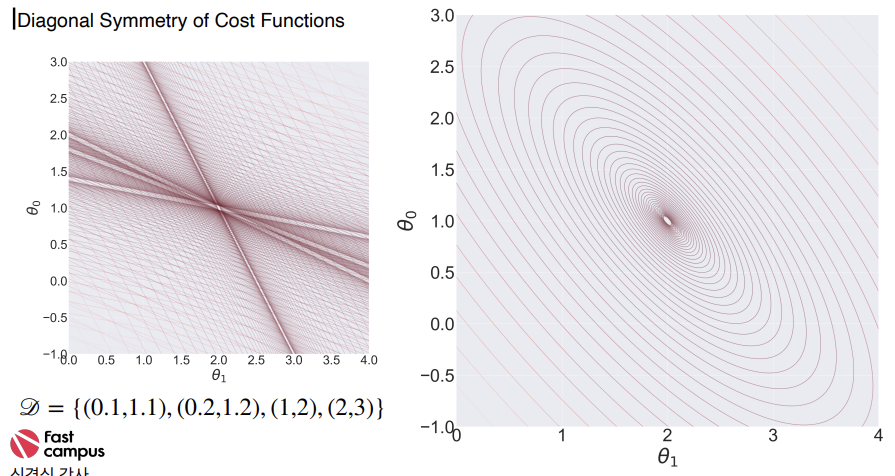 Diagonal Symmetry of Cost Functions
3.0
2.5
2.0
1.5
1.0
0.5
0.0
−0.5
−1.0
θ₀
0.0 0.5 1.0 1.5 2.0 2.5 3.0 3.5 4.0
θ₁
𝒟 = {(0.1,1.1), (0.2,1.2), (1,2), (2,3)}
Fast
campus
3.0
2.5
2.0
1.5
1.0
0.5
0.0
−0.5
−1.0
θ₀
0 1 2 3 4
θ₁